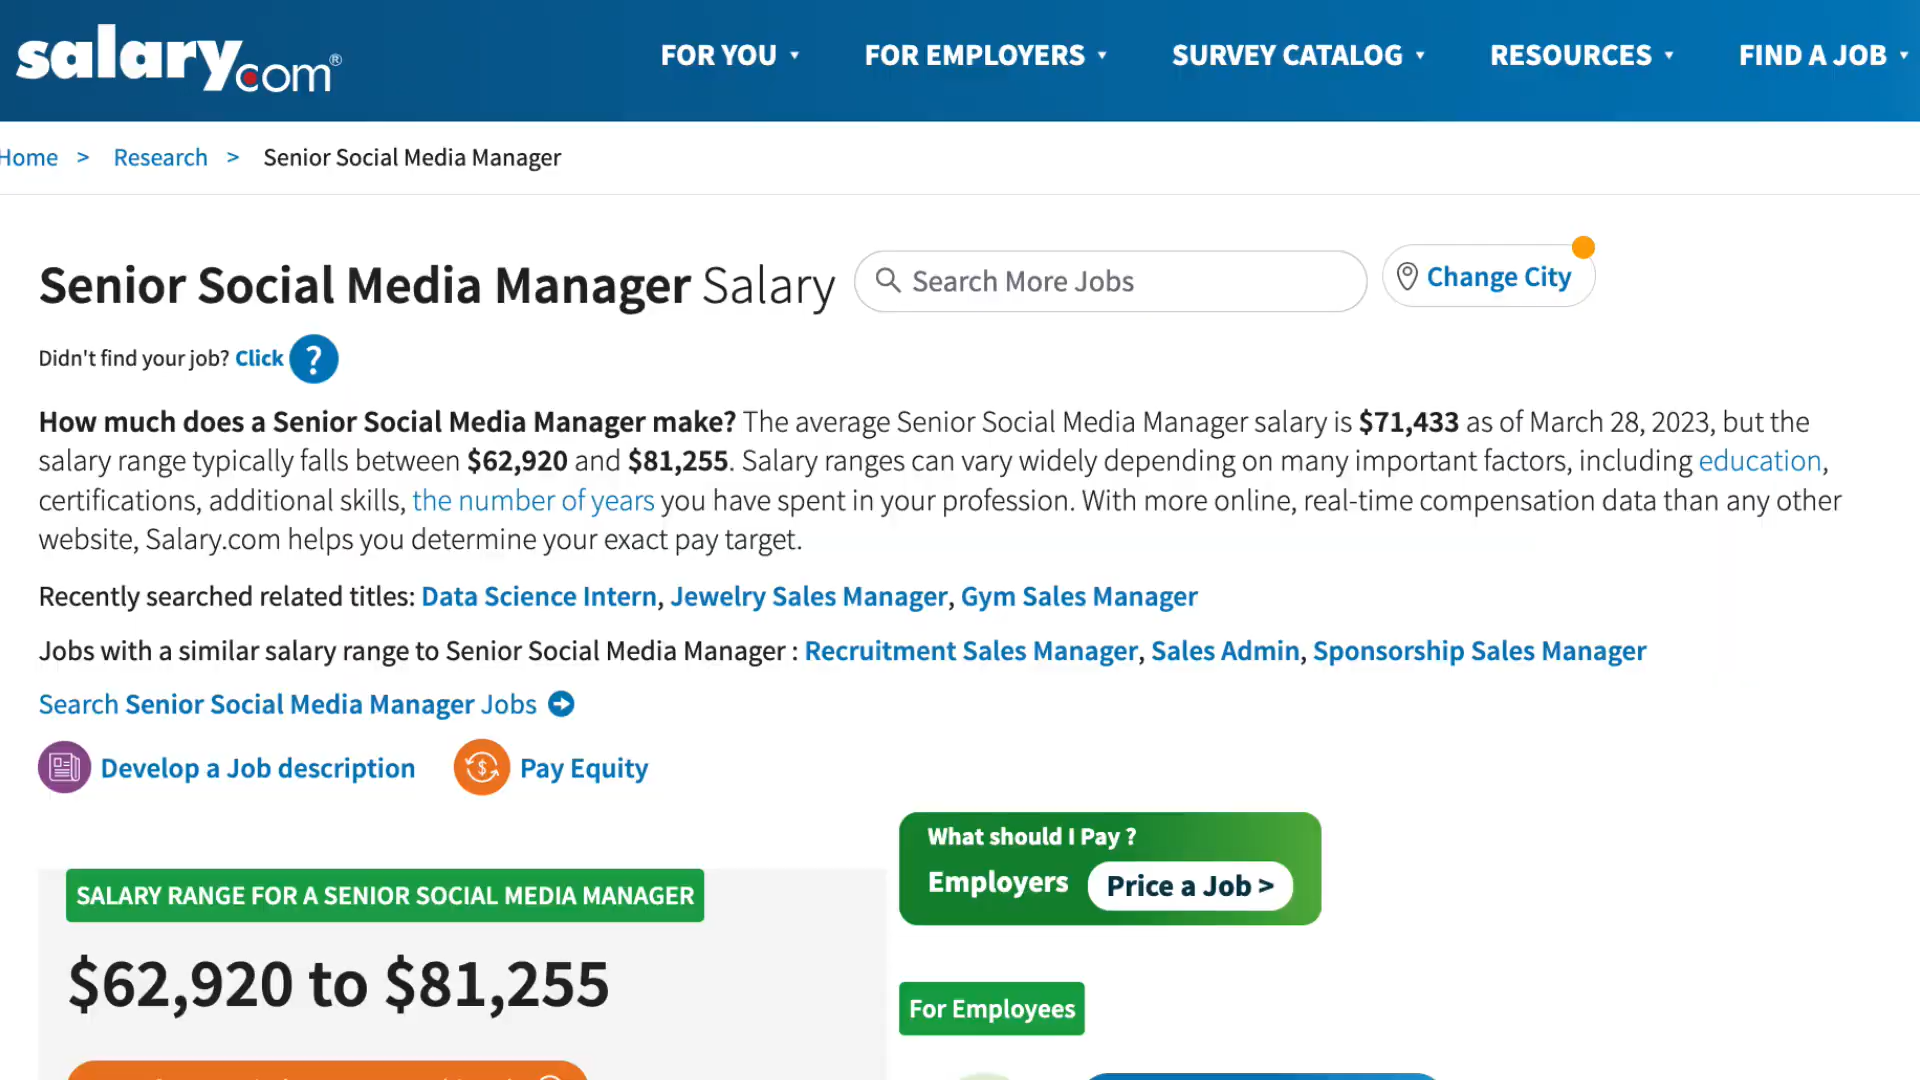 salary.com®
FOR YOU
FOR EMPLOYERS
SURVEY CATALOG
RESOURCES
FIND A JOB
Home > Research > Senior Social Media Manager
Senior Social Media Manager Salary
Search More Jobs
Change City
Didn't find your job? Click ?
How much does a Senior Social Media Manager make? The average Senior Social Media Manager salary is $71,433 as of March 28, 2023, but the
salary range typically falls between $62,920 and $81,255. Salary ranges can vary widely depending on many important factors, including education,
certifications, additional skills, the number of years you have spent in your profession. With more online, real-time compensation data than any other
website, Salary.com helps you determine your exact pay target.
Recently searched related titles: Data Science Intern, Jewelry Sales Manager, Gym Sales Manager
Jobs with a similar salary range to Senior Social Media Manager : Recruitment Sales Manager, Sales Admin, Sponsorship Sales Manager
Search Senior Social Media Manager Jobs
Develop a Job description
Pay Equity
What should I Pay ?
Employers
Price a Job >
SALARY RANGE FOR A SENIOR SOCIAL MEDIA MANAGER
$62,920 to $81,255
For Employees